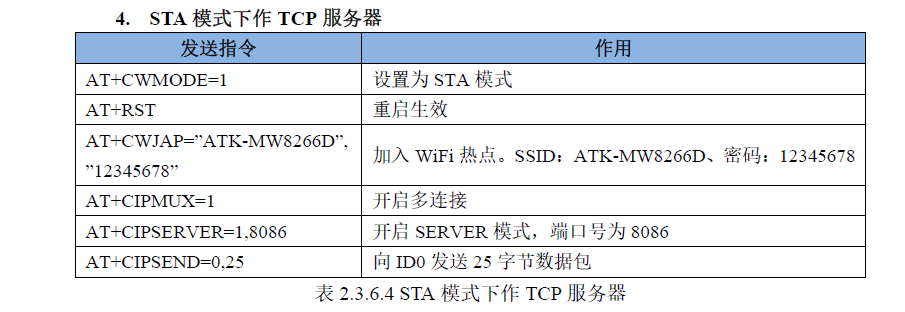 4. STA 模式下作 TCP 服务器
发送指令 作用
AT+CWMODE=1 设置为 STA 模式
AT+RST 重启生效
AT+CWJAP=”ATK-MW8266D”,
”12345678” 加入 WiFi 热点。SSID：ATK-MW8266D、密码：12345678
AT+CIPMUX=1 开启多连接
AT+CIPSERVER=1,8086 开启 SERVER 模式，端口号为 8086
AT+CIPSEND=0,25 向 ID0 发送 25 字节数据包
表 2.3.6.4 STA 模式下作 TCP 服务器